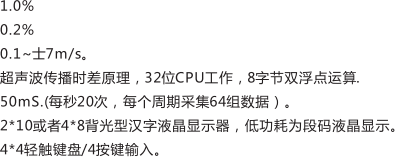 1.0%
0.2%
0.1~士7m/s。
超声波传播时差原理，32位CPU工作，8字节双浮点运算.
50mS.(每秒20次，每个周期采集64组数据）。
2*10或者4*8背光型汉字液晶显示器，低功耗为段码液晶显示。
4*4轻触键盘/4按键输入。